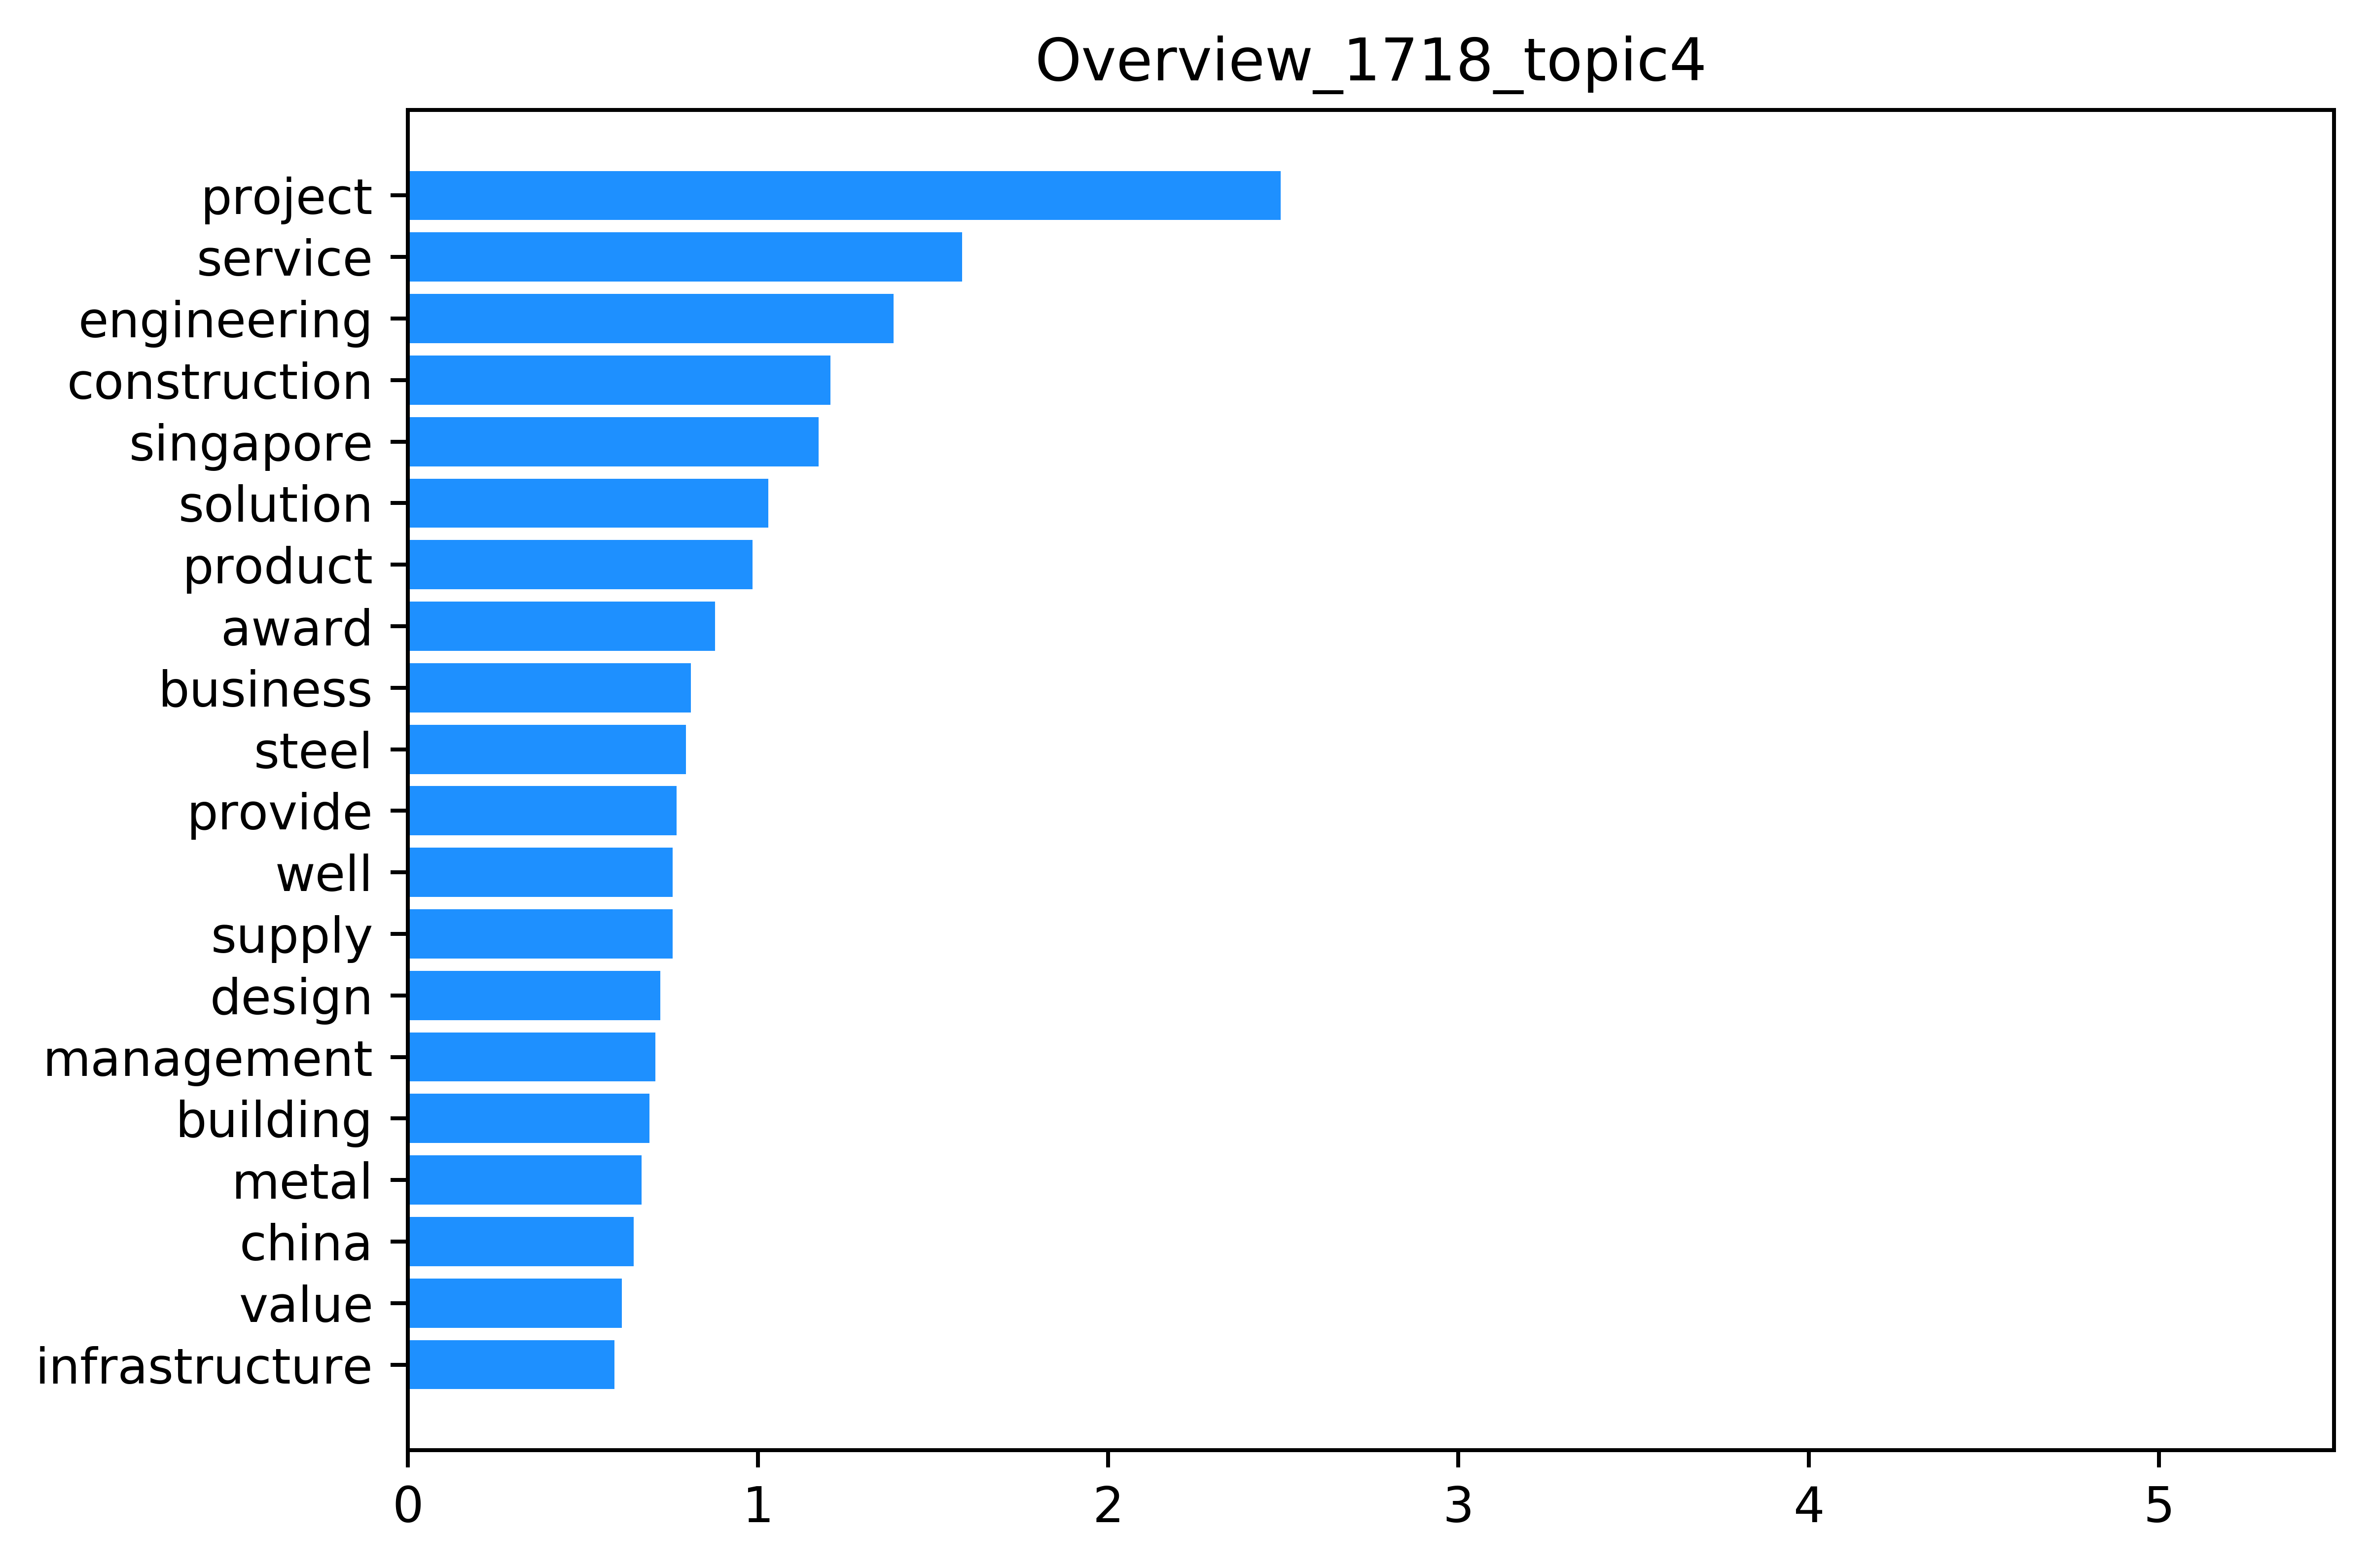 Overview_1718_topic4
project
service
engineering
construction
singapore
solution
product
award
business
steel
provide
well
supply
design
management
building
metal
china
value
infrastructure
0 1 2 3 4 5